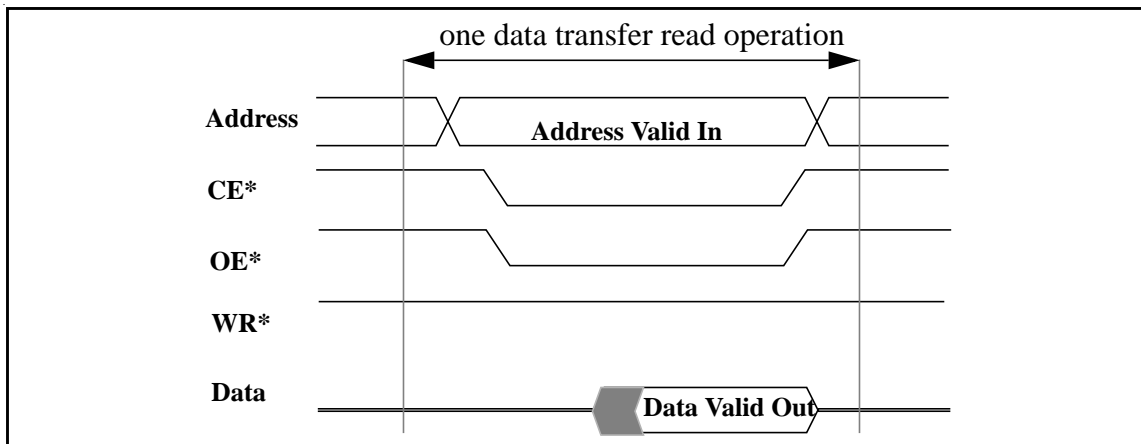 one data transfer read operation
Address
Address Valid In
CE*
OE*
WR*
Data
Data Valid Out